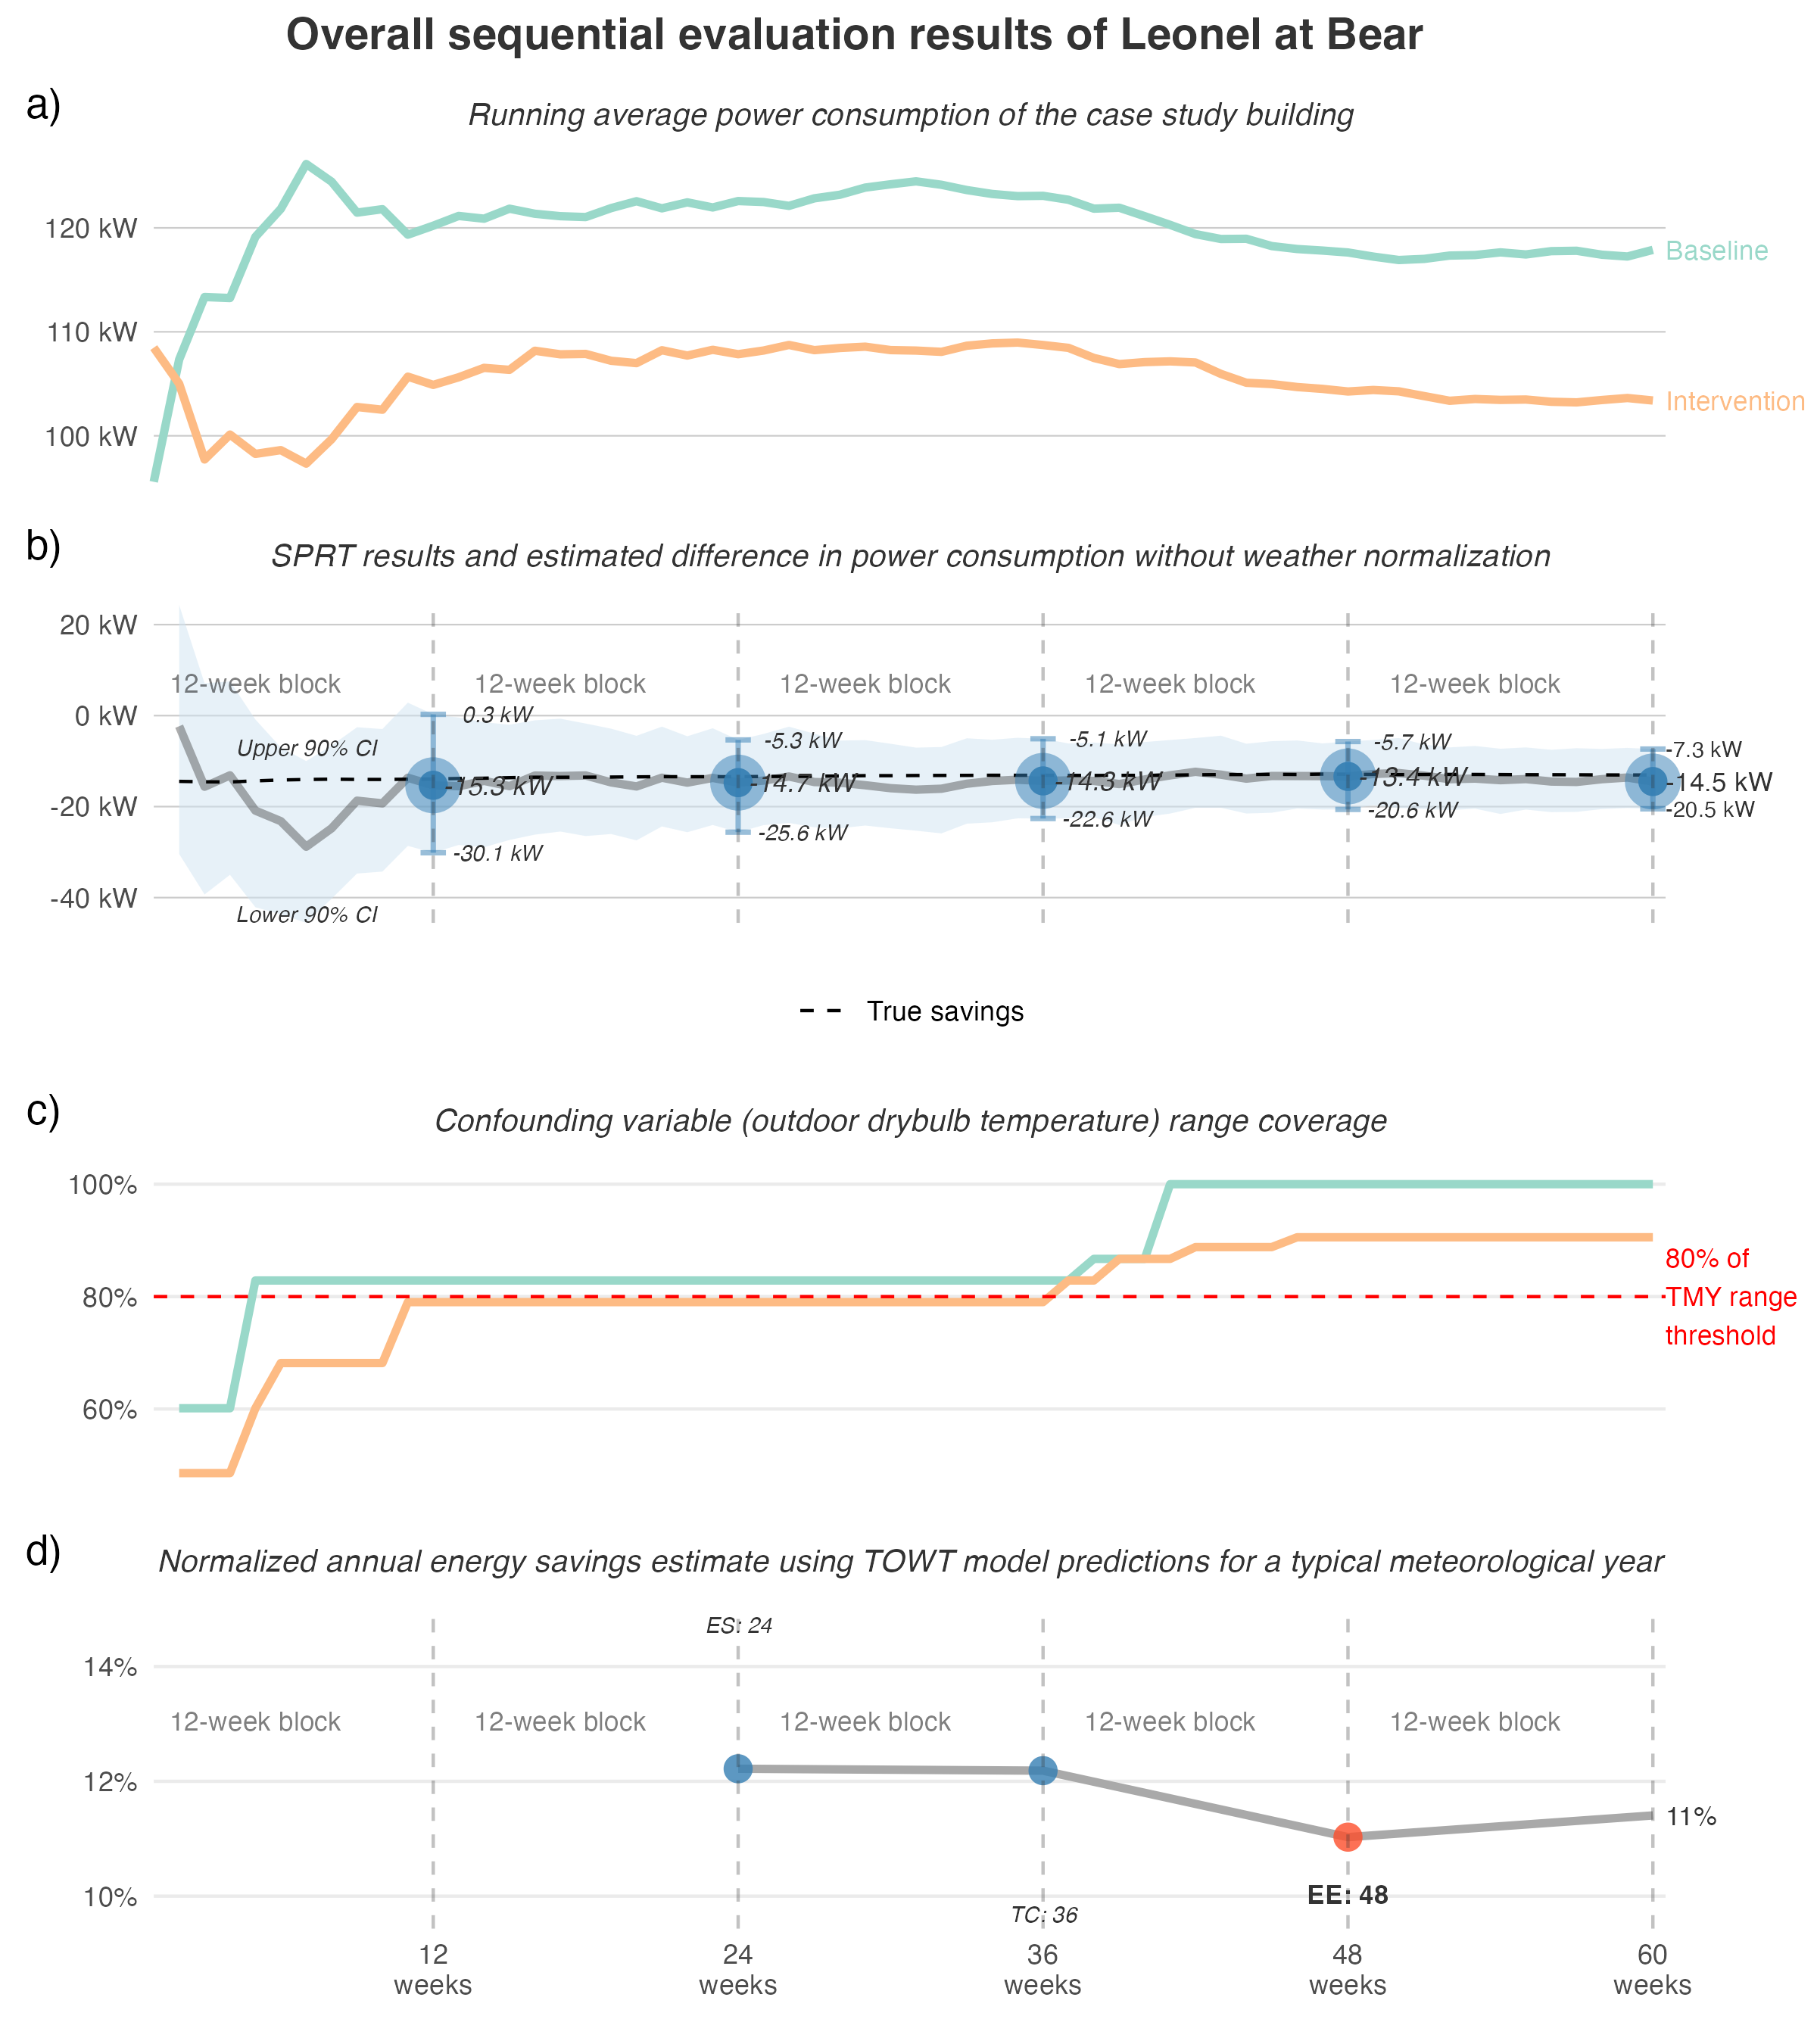 Overall sequential evaluation results of Leonel at Bear
a)
Running average power consumption of the case study building
120 kW
110 kW
100 kW
Baseline
Intervention
b)
SPRT results and estimated difference in power consumption without weather normalization
20 kW
0 kW
-20 kW
-40 kW
12-week block
12-week block
12-week block
12-week block
12-week block
Upper 90% CI
Lower 90% CI
0.3 kW
-15.3 kW
-30.1 kW
-5.3 kW
-14.7 kW
-25.6 kW
-5.1 kW
-14.3 kW
-22.6 kW
-5.7 kW
-13.4 kW
-20.6 kW
-7.3 kW
-14.5 kW
-20.5 kW
True savings
c)
Confounding variable (outdoor drybulb temperature) range coverage
100%
80%
60%
80% of
TMY range
threshold
d)
Normalized annual energy savings estimate using TOWT model predictions for a typical meteorological year
ES: 24
14%
12%
10%
12-week block
12-week block
12-week block
12-week block
12-week block
11%
EE: 48
TC: 36
12
weeks
24
weeks
36
weeks
48
weeks
60
weeks